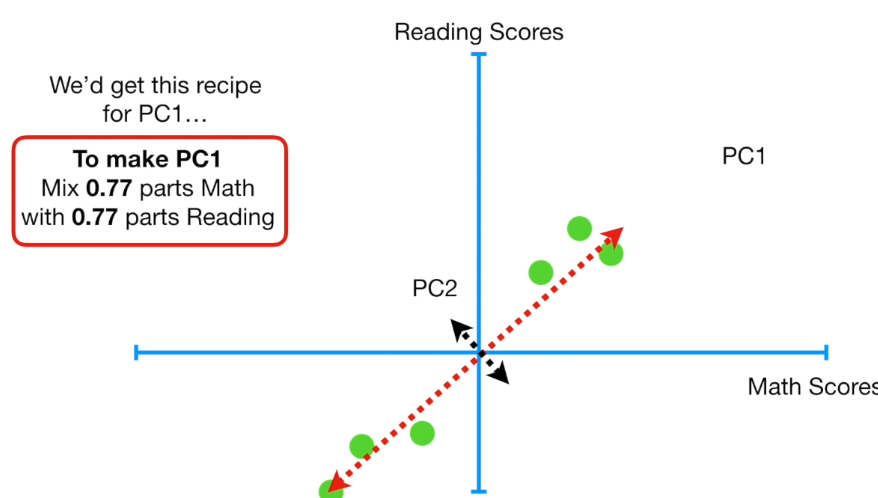 Reading Scores
We'd get this recipe
for PC1...
To make PC1
Mix 0.77 parts Math
with 0.77 parts Reading
PC1
PC2
Math Scores